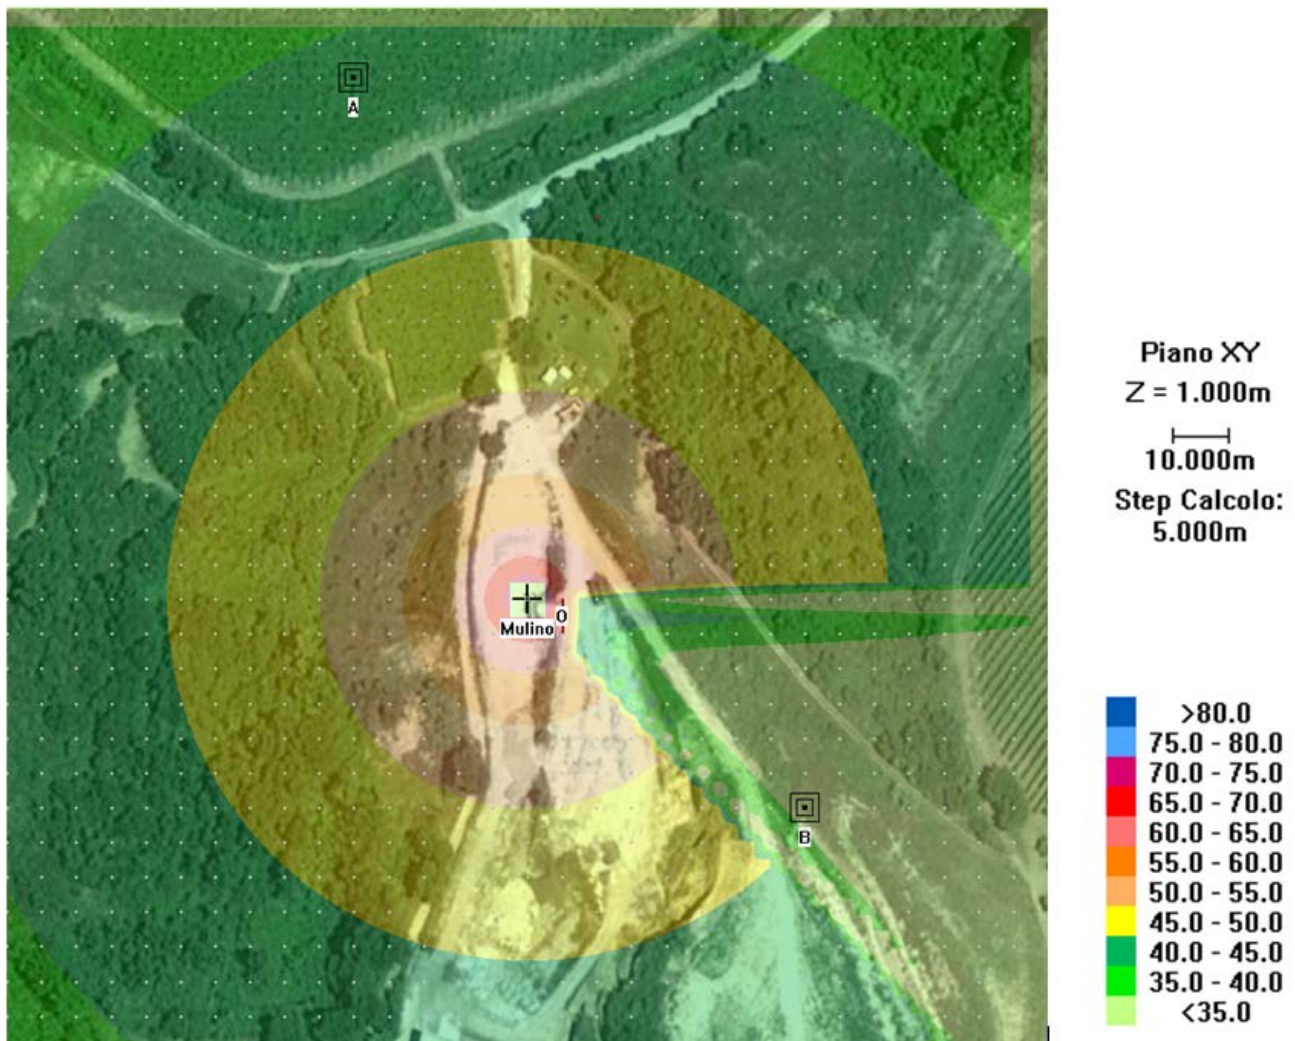 A
Mulino
0
B
Piano XY
Z = 1.000m
10.000m
Step Calcolo:
5.000m
>80.0
75.0 - 80.0
70.0 - 75.0
65.0 - 70.0
60.0 - 65.0
55.0 - 60.0
50.0 - 55.0
45.0 - 50.0
40.0 - 45.0
35.0 - 40.0
<35.0